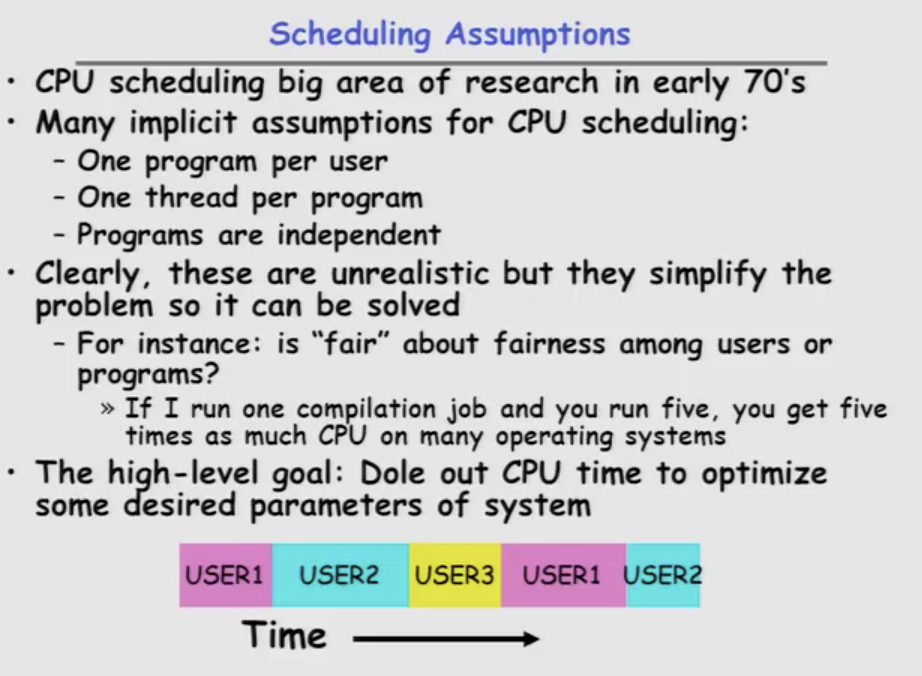 Scheduling Assumptions
· CPU scheduling big area of research in early 70's
· Many implicit assumptions for CPU scheduling:
– One program per user
– One thread per program
– Programs are independent
· Clearly, these are unrealistic but they simplify the
problem so it can be solved
– For instance: is “fair” about fairness among users or
programs?
» If I run one compilation job and you run five, you get five
times as much CPU on many operating systems
· The high-level goal: Dole out CPU time to optimize
some desired parameters of system
USER1 USER2 USER3 USER1 USER2
Time